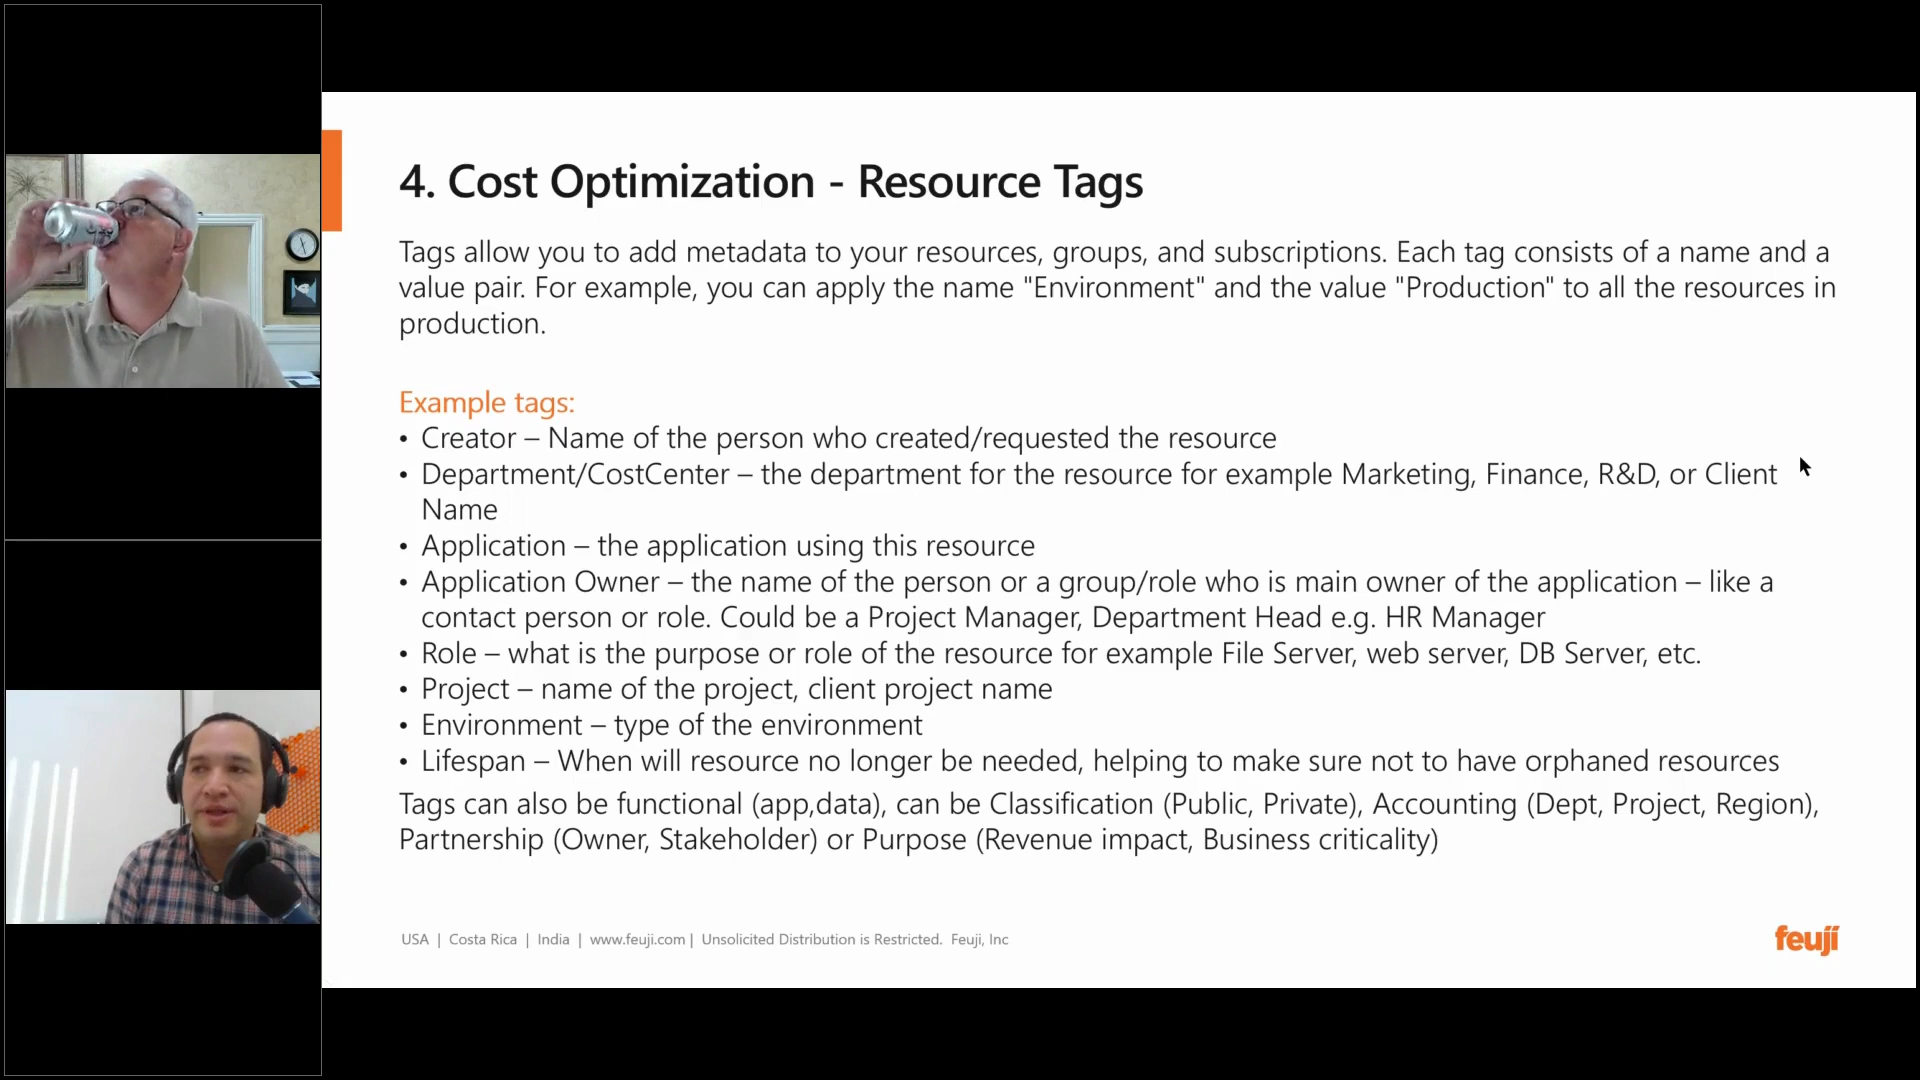 4. Cost Optimization - Resource Tags
Tags allow you to add metadata to your resources, groups, and subscriptions. Each tag consists of a name and a
value pair. For example, you can apply the name "Environment" and the value "Production" to all the resources in
production.
Example tags:
• Creator – Name of the person who created/requested the resource
• Department/CostCenter – the department for the resource for example Marketing, Finance, R&D, or Client
Name
• Application – the application using this resource
• Application Owner – the name of the person or a group/role who is main owner of the application – like a
contact person or role. Could be a Project Manager, Department Head e.g. HR Manager
• Role – what is the purpose or role of the resource for example File Server, web server, DB Server, etc.
• Project – name of the project, client project name
• Environment – type of the environment
• Lifespan – When will resource no longer be needed, helping to make sure not to have orphaned resources
Tags can also be functional (app,data), can be Classification (Public, Private), Accounting (Dept, Project, Region),
Partnership (Owner, Stakeholder) or Purpose (Revenue impact, Business criticality)
USA | Costa Rica | India | www.feuji.com | Unsolicited Distribution is Restricted. Feuji, Inc
feuji